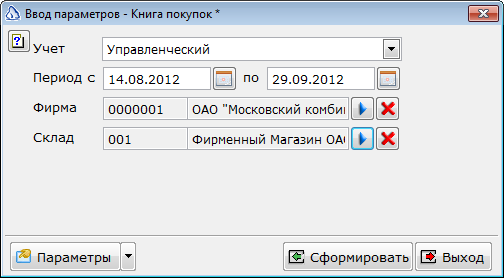 Ввод параметров - Книга покупок *
Учет Управленческий
Период с 14.08.2012 по 29.09.2012
Фирма 0000001 ОАО "Московский комби
Склад 001 Фирменный Магазин ОА
Параметры Сформировать Выход